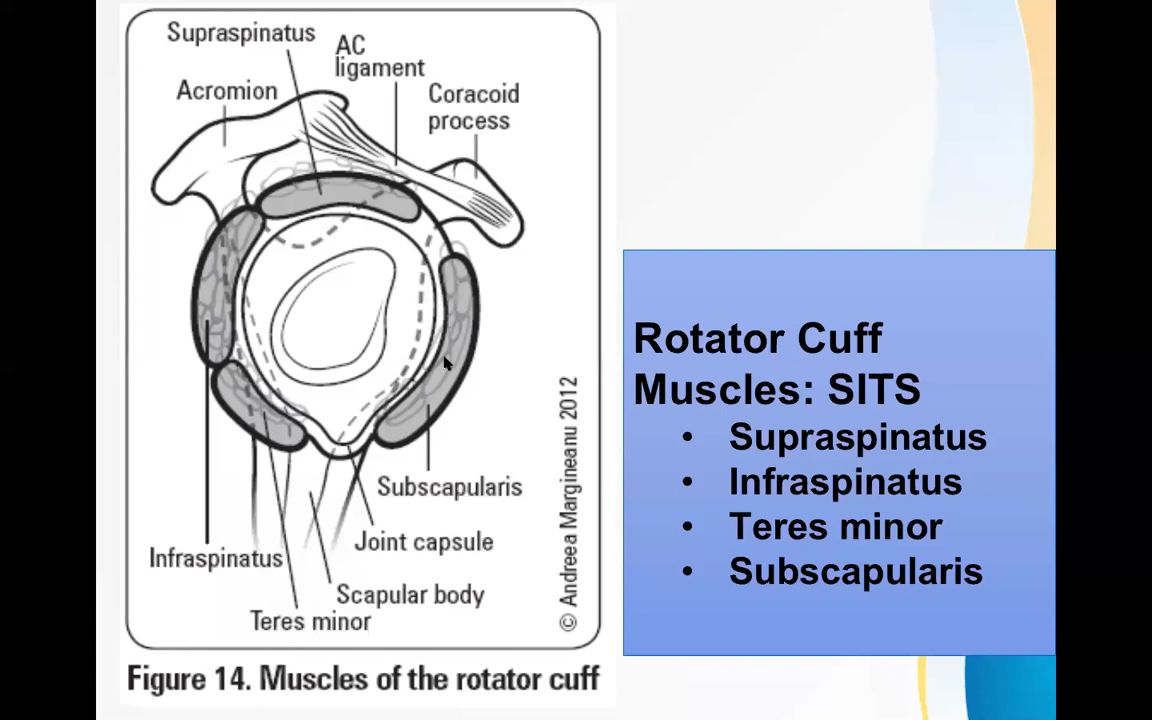 Supraspinatus
AC
ligament
Acromion
Coracoid
process
Subscapularis
Joint capsule
Infraspinatus
Scapular body
Teres minor
© Andreea Margineanu 2012
Figure 14. Muscles of the rotator cuff
Rotator Cuff
Muscles: SITS
• Supraspinatus
• Infraspinatus
• Teres minor
• Subscapularis